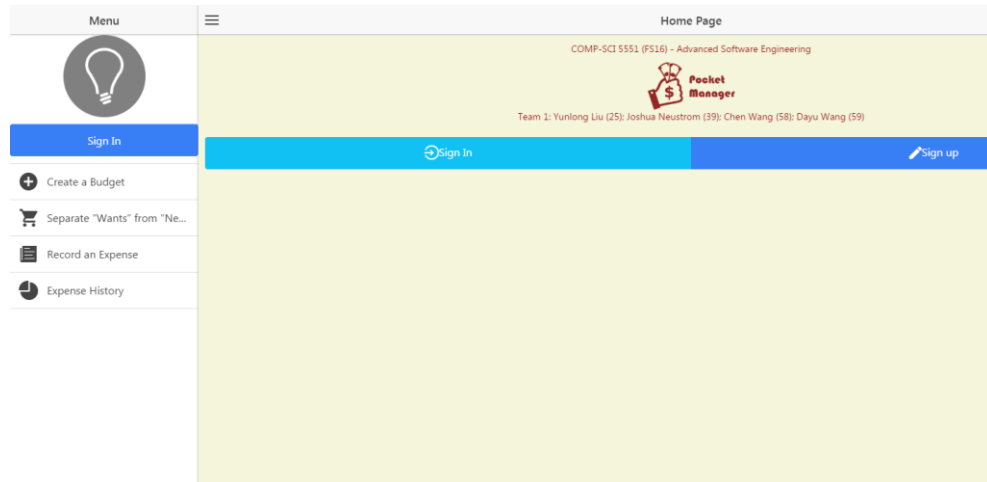 Menu
Home Page
Sign In
Create a Budget
Separate "Wants" from "Ne...
Record an Expense
Expense History
COMP-SCI 5551 (FS16) - Advanced Software Engineering
$
Pocket
Manager
Team 1: Yunlong Liu (25); Joshua Neustrom (39); Chen Wang (58); Dayu Wang (59)
Sign In
Sign up